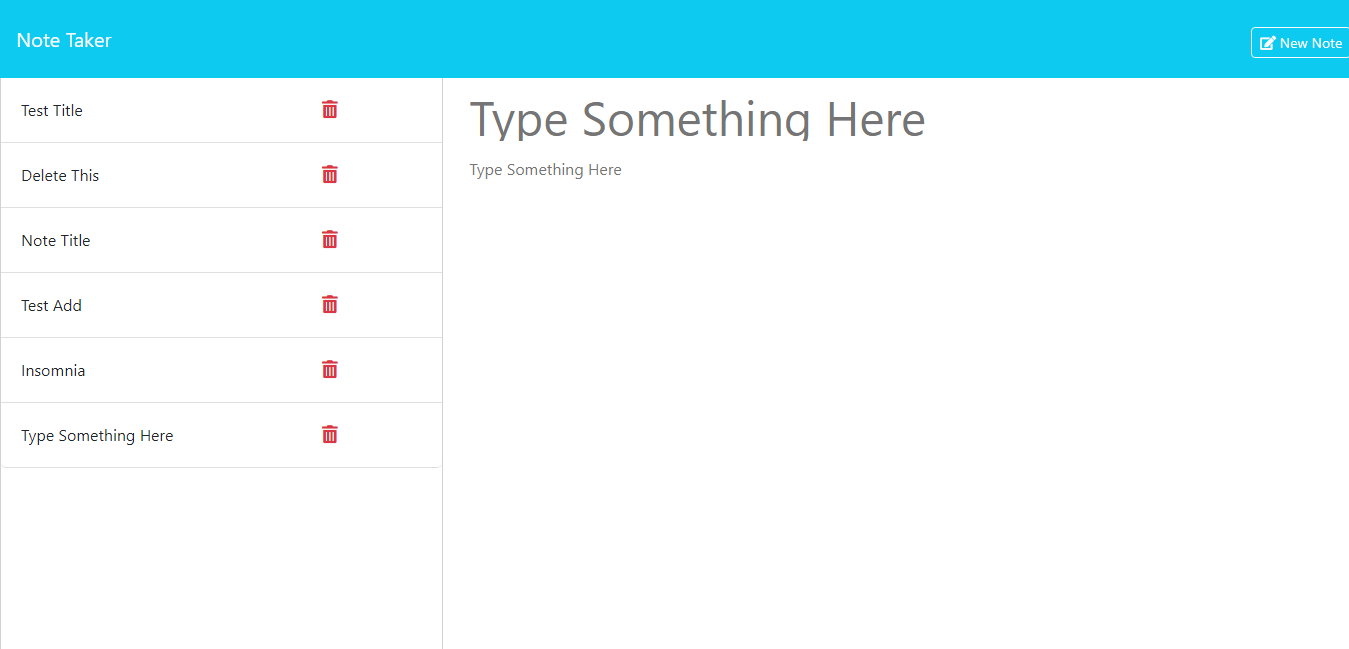 Note Taker
New Note
Test Title
Delete This
Note Title
Test Add
Insomnia
Type Something Here
Type Something Here
Type Something Here